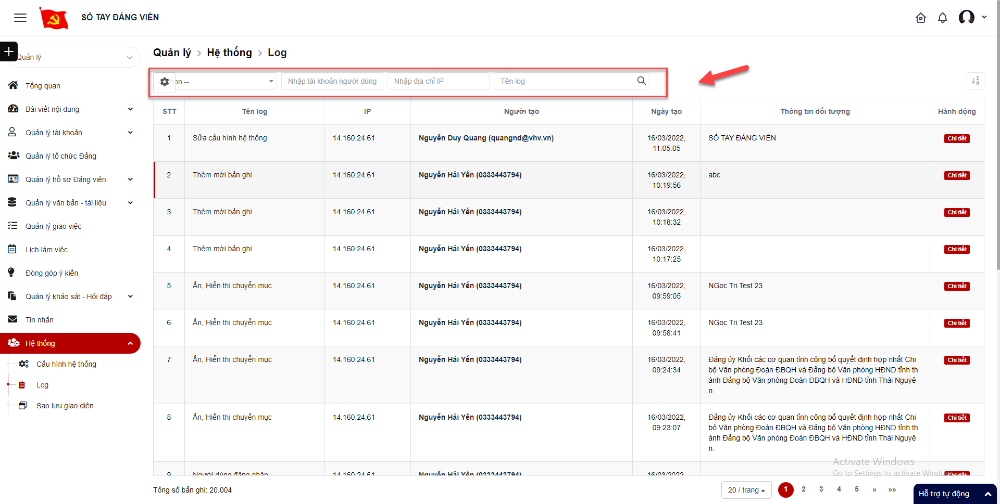 SỔ TAY ĐẢNG VIÊN
Quản lý
Tổng quan
Bài viết nội dung
Quản lý tài khoản
Quản lý tổ chức Đảng
Quản lý hồ sơ Đảng viên
Quản lý văn bản - tài liệu
Quản lý giao việc
Lịch làm việc
Đóng góp ý kiến
Quản lý khảo sát - Hỏi đáp
Tin nhắn
Hệ thống
Cấu hình hệ thống
Log
Sao lưu giao diện
Quản lý > Hệ thống > Log
ọn -- Nhập tài khoản người dùng Nhập địa chỉ IP Tên log
STT Tên log IP Người tạo Ngày tạo Thông tin đối tượng Hành động
1 Sửa cấu hình hệ thống 14.160.24.61 Nguyễn Duy Quang (quangnd@vhv.vn) 16/03/2022, SỔ TAY ĐẢNG VIÊN Chi tiết
11:05:05
2 Thêm mới bản ghi 14.160.24.61 Nguyễn Hải Yến (0333443794) 16/03/2022, abc Chi tiết
10:19:56
3 Thêm mới bản ghi 14.160.24.61 Nguyễn Hải Yến (0333443794) 16/03/2022, Chi tiết
10:18:32
4 Thêm mới bản ghi 14.160.24.61 Nguyễn Hải Yến (0333443794) 16/03/2022, Chi tiết
10:17:25
5 Ẩn, Hiển thị chuyên mục 14.160.24.61 Nguyễn Hải Yến (0333443794) 16/03/2022, NGoc Tri Test 23 Chi tiết
09:59:05
6 Ẩn, Hiển thị chuyên mục 14.160.24.61 Nguyễn Hải Yến (0333443794) 16/03/2022, NGoc Tri Test 23 Chi tiết
09:58:41
7 Ẩn, Hiển thị chuyên mục 14.160.24.61 Nguyễn Hải Yến (0333443794) 16/03/2022, Đảng ủy Khối các cơ quan tỉnh công bố quyết định hợp nhất Chi Chi tiết
09:24:34 bộ Văn phòng Đoàn ĐBQH và Đảng bộ Văn phòng HĐND tỉnh th
ành Đảng bộ Văn phòng Đoàn ĐBQH và HĐND tỉnh Thái Nguyê
n.
8 Ẩn, Hiển thị chuyên mục 14.160.24.61 Nguyễn Hải Yến (0333443794) 16/03/2022, Đảng ủy Khối các cơ quan tỉnh công bố quyết định hợp nhất Chi Chi tiết
09:23:07 bộ Văn phòng Đoàn ĐBQH và Đảng bộ Văn phòng HĐND tỉnh th
ành Đảng bộ Văn phòng Đoàn ĐBQH và HĐND tỉnh Thái Nguyê
n.
9 Người dùng đăng nhập 14.160.24.61 Nguyễn Hải Yến (0333443794) 16/03/2022 Chi tiết
Activate Windows
Go to Settings to activate Windows
Tổng số bản ghi: 20.004
20 / trang 1 2 3 4 5 » »»
Hỗ trợ tự động